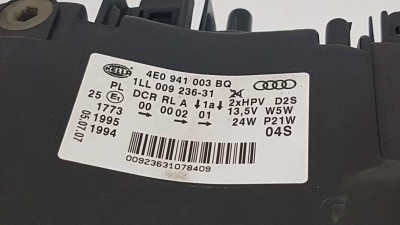 HELLA
4E0 941 003 BQ
PL 1LL 009 236-31 24
25 E1 DCR RL A ↓1a↓ 2xHPV D2S
1773 00 00 02 01 13,5V W5W
1995 24W P21W
05.07.07 1994 04S
00923631078409